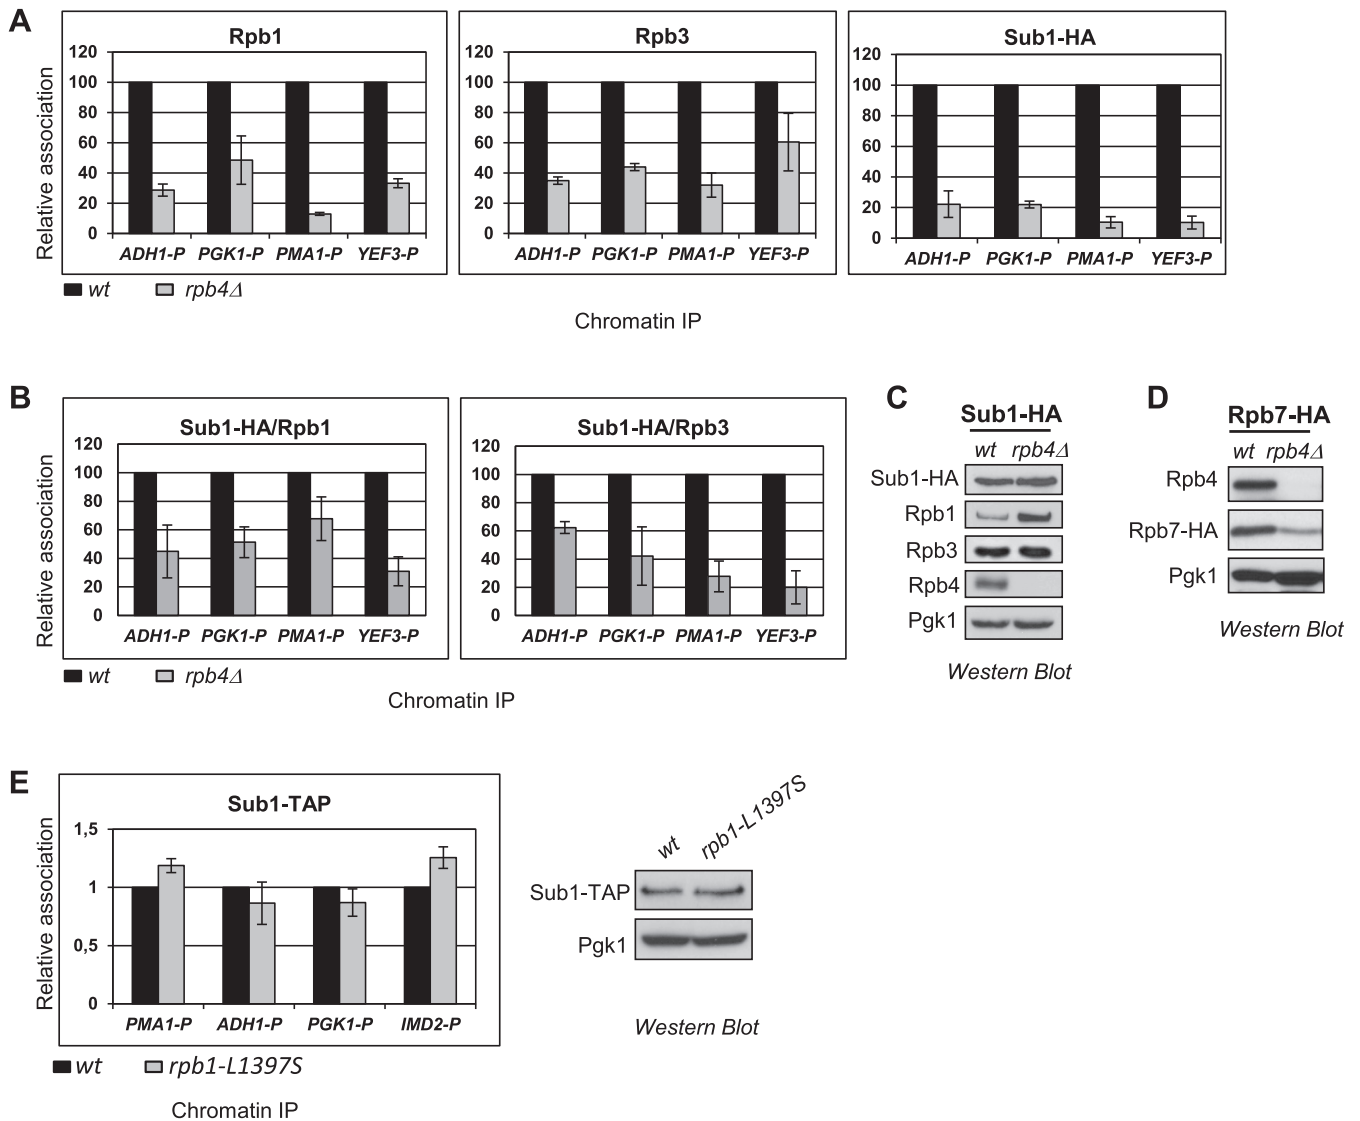 A
Rpb1
Rpb3
Sub1-HA
Relative association
120
100
80
60
40
20
0
ADH1-P PGK1-P PMA1-P YEF3-P
120
100
80
60
40
20
0
ADH1-P PGK1-P PMA1-P YEF3-P
120
100
80
60
40
20
0
ADH1-P PGK1-P PMA1-P YEF3-P
wt rpb4Δ
Chromatin IP
B
Sub1-HA/Rpb1
Sub1-HA/Rpb3
Relative association
120
100
80
60
40
20
0
ADH1-P PGK1-P PMA1-P YEF3-P
120
100
80
60
40
20
0
ADH1-P PGK1-P PMA1-P YEF3-P
wt rpb4Δ
Chromatin IP
C
Sub1-HA
wt rpb4Δ
Sub1-HA
Rpb1
Rpb3
Rpb4
Pgk1
Western Blot
D
Rpb7-HA
wt rpb4Δ
Rpb4
Rpb7-HA
Pgk1
Western Blot
E
Sub1-TAP
Relative association
1,5
1
0,5
0
PMA1-P ADH1-P PGK1-P IMD2-P
wt rpb1-L1397S
Chromatin IP
wt rpb1-L1397S
Sub1-TAP
Pgk1
Western Blot